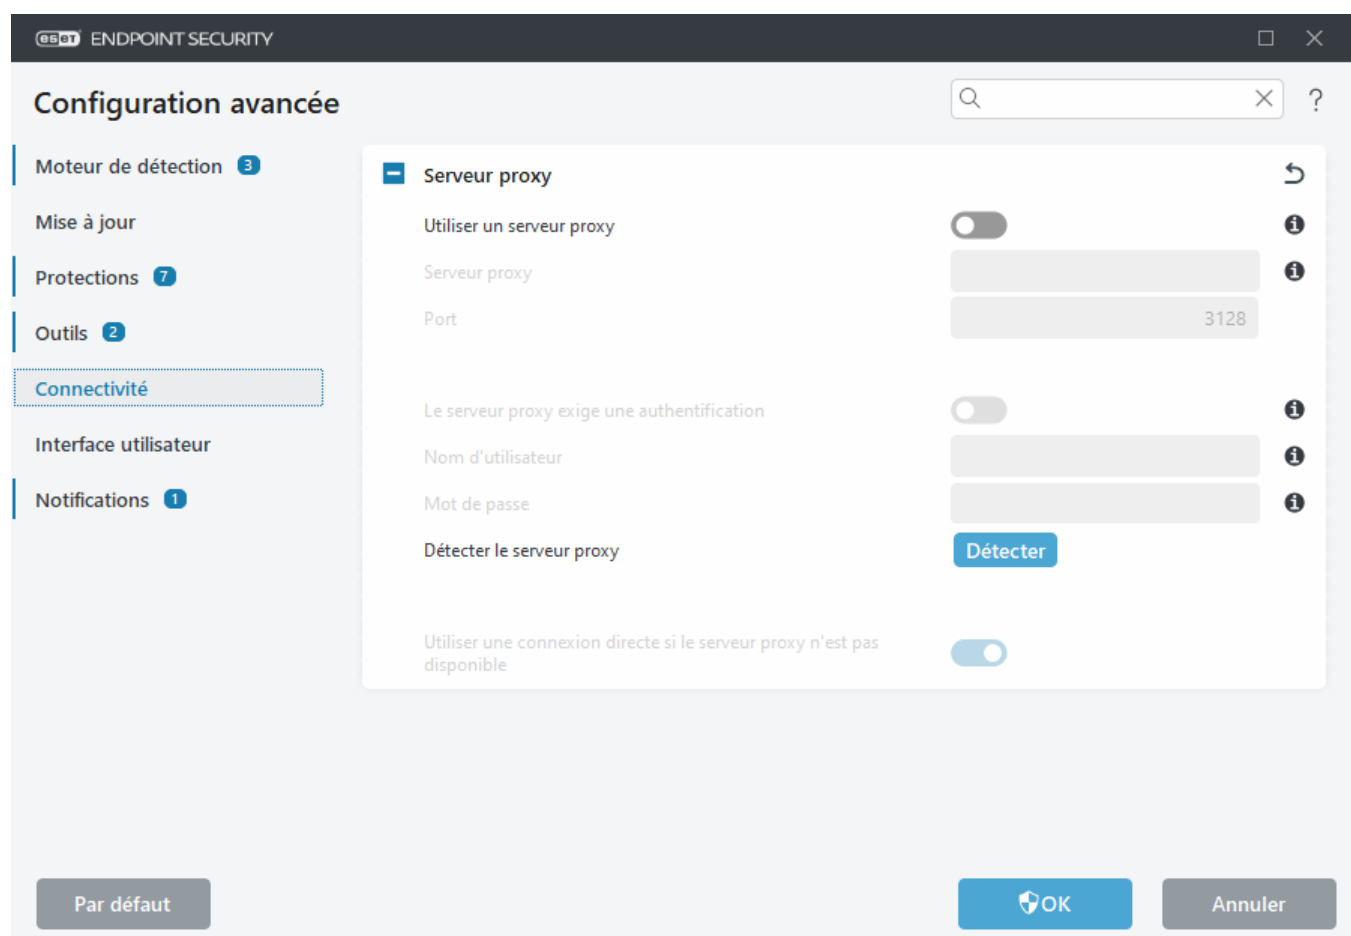 eset ENDPOINT SECURITY
Configuration avancée
?
Moteur de détection 3
Mise à jour
Protections 7
Outils 2
Connectivité
Interface utilisateur
Notifications 1
Serveur proxy
Utiliser un serveur proxy
Serveur proxy
Port 3128
Le serveur proxy exige une authentification
Nom d'utilisateur
Mot de passe
Détecter le serveur proxy Détecter
Utiliser une connexion directe si le serveur proxy n'est pas
disponible
Par défaut OK Annuler